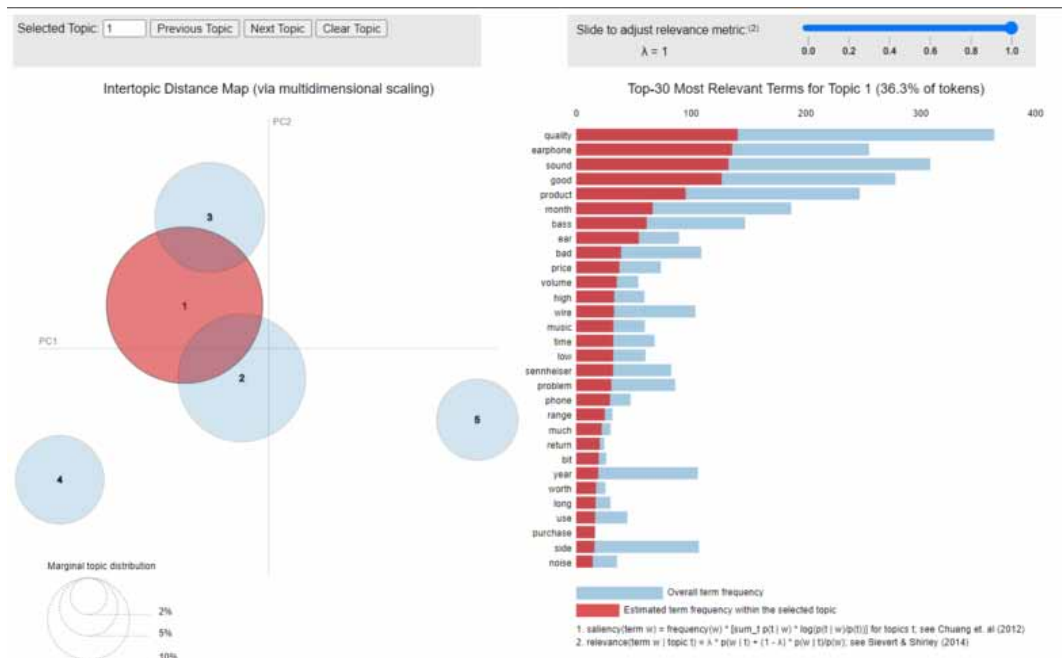 Selected Topic: 1 Previous Topic Next Topic Clear Topic
Slide to adjust relevance metric:(2)
λ = 1
0.0 0.2 0.4 0.6 0.8 1.0
Intertopic Distance Map (via multidimensional scaling)
PC2
PC1
3
1
2
5
4
Marginal topic distribution
2%
5%
10%
Top-30 Most Relevant Terms for Topic 1 (36.3% of tokens)
0 100 200 300 400
quality
earphone
sound
good
product
month
bass
ear
bad
price
volume
high
wire
music
time
low
sennheiser
problem
phone
range
much
return
bit
year
worth
long
use
purchase
side
noise
Overall term frequency
Estimated term frequency within the selected topic
1. saliency(term w) = frequency(w) * [sum_t p(t | w) * log(p(t | w)/p(t))] for topics t; see Chuang et. al (2012)
2. relevance(term w | topic t) = λ * p(w | t) + (1 - λ) * p(w | t)/p(w); see Sievert & Shirley (2014)